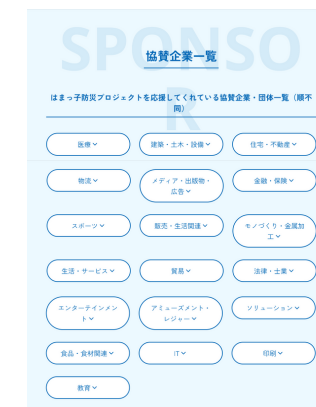 SPONSO
R
協賛企業一覧
はまっ子防災プロジェクトを応援してくれている協賛企業・団体一覧（順不
同）
医療
建築・土木・設備
住宅・不動産
物流
メディア・出版物・
広告
金融・保険
スポーツ
販売・生活関連
モノづくり・金属加
工
生活・サービス
貿易
法律・士業
エンターテインメン
ト
アミューズメント・
レジャー
ソリューション
食品・食材関連
IT
印刷
教育